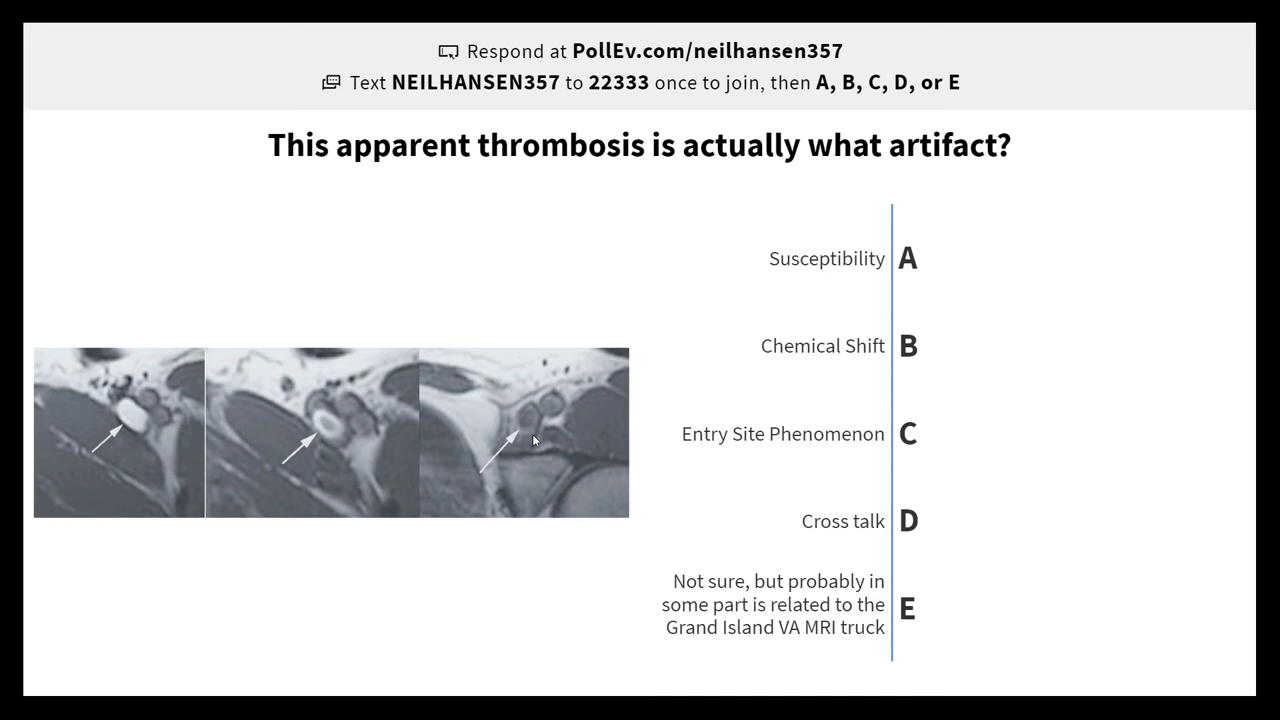 Respond at PollEv.com/neilhansen357
Text NEILHANSEN357 to 22333 once to join, then A, B, C, D, or E
This apparent thrombosis is actually what artifact?
Susceptibility A
Chemical Shift B
Entry Site Phenomenon C
Cross talk D
Not sure, but probably in
some part is related to the
Grand Island VA MRI truck
E